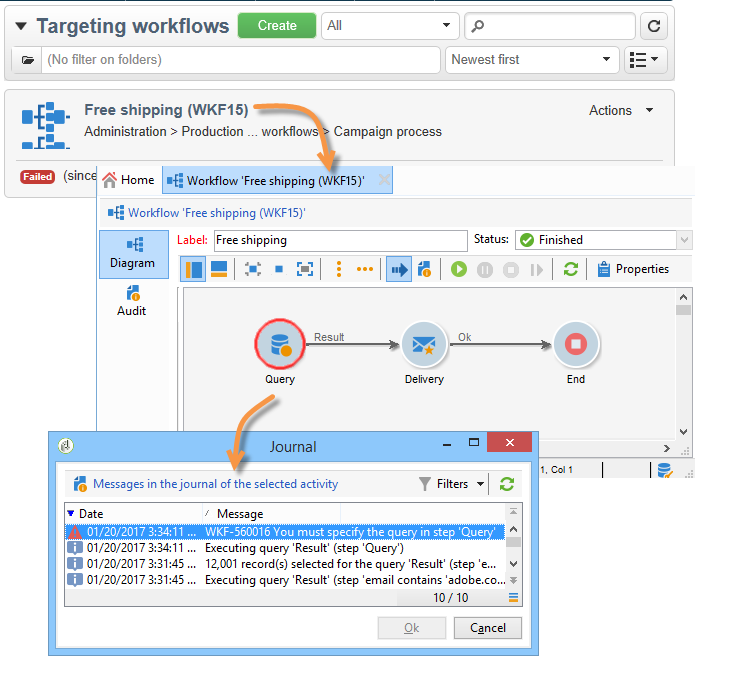 Targeting workflows
Create
All
(No filter on folders)
Newest first
Free shipping (WKF15)
Actions
Administration > Production ... workflows > Campaign process
Failed (since
Home
Workflow 'Free shipping (WKF15)'
Workflow 'Free shipping (WKF15)'
Diagram
Audit
Label: Free shipping
Status: Finished
Properties
Result
Ok
Query
Delivery
End
1, Col 1
Journal
Messages in the journal of the selected activity
Filters
Date
Message
01/20/2017 3:34:11 ... WKF-560016 You must specify the query in step 'Query'
01/20/2017 3:34:11 ... Executing query 'Result' (step 'Query')
01/20/2017 3:31:45 ... 12,001 record(s) selected for the query 'Result' (step 'e...
01/20/2017 3:31:45 ... Executing query 'Result' (step 'email contains 'adobe.co...
10 / 10
Ok
Cancel